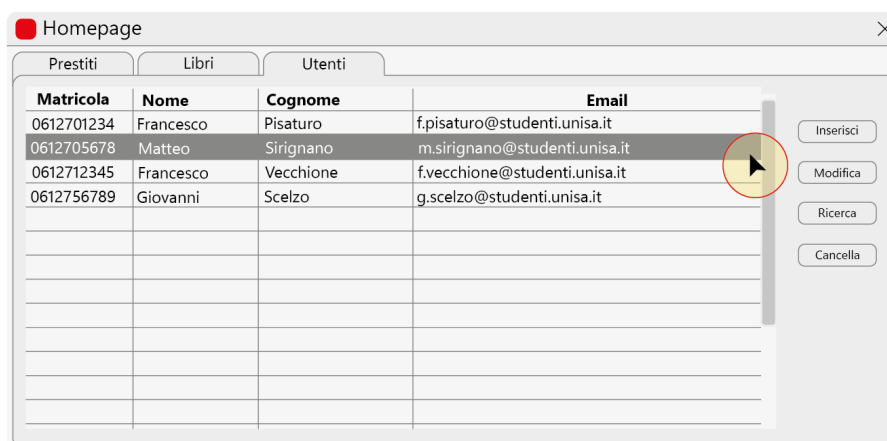 Homepage
Prestiti Libri Utenti
Matricola Nome Cognome Email
0612701234 Francesco Pisaturo f.pisaturo@studenti.unisa.it
0612705678 Matteo Sirignano m.sirignano@studenti.unisa.it
0612712345 Francesco Vecchione f.vecchione@studenti.unisa.it
0612756789 Giovanni Scelzo g.scelzo@studenti.unisa.it
Inserisci
Modifica
Ricerca
Cancella